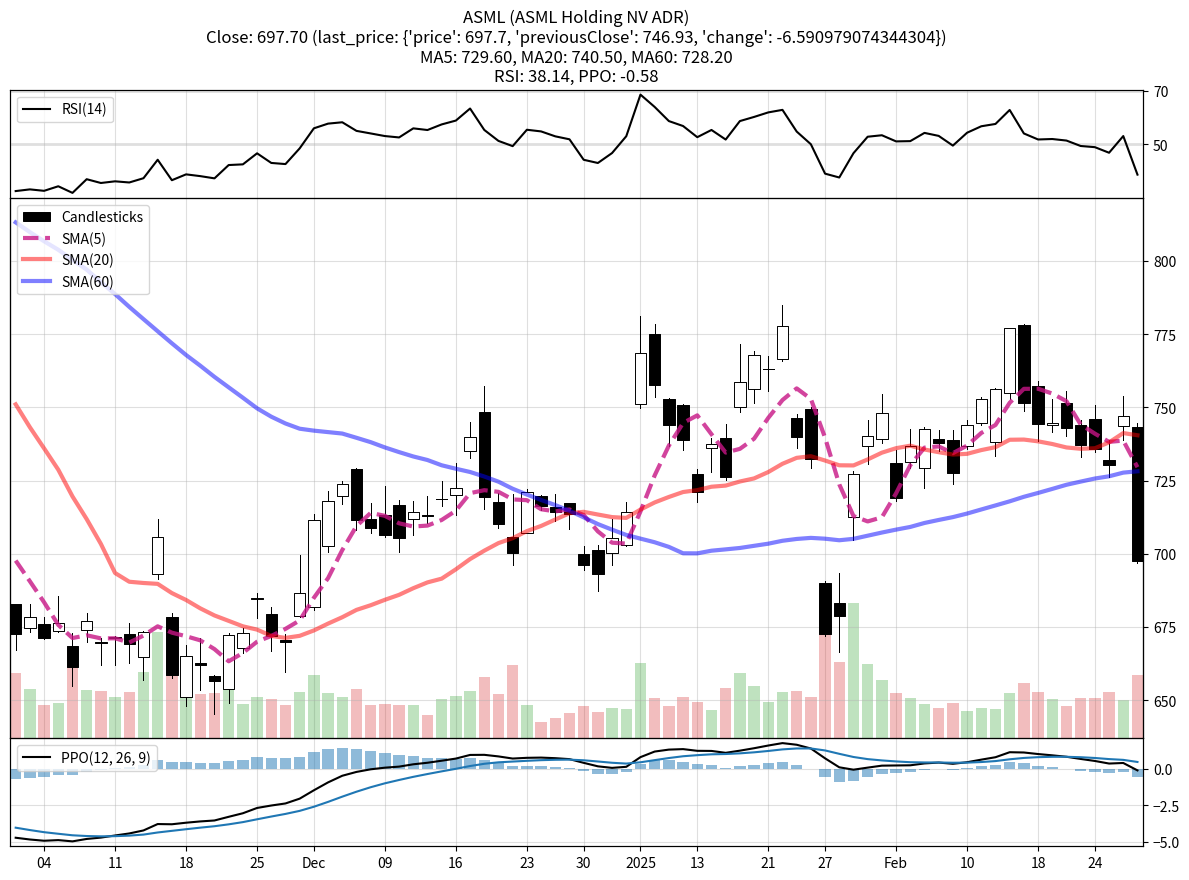 ASML (ASML Holding NV ADR)
Close: 697.70 (last_price: {'price': 697.7, 'previousClose': 746.93, 'change': -6.590979074344304})
MA5: 729.60, MA20: 740.50, MA60: 728.20
RSI: 38.14, PPO: -0.58
RSI(14)
70
50
Candlesticks
SMA(5)
SMA(20)
SMA(60)
800
775
750
725
700
675
650
PPO(12, 26, 9)
0.0
−2.5
−5.0
04 11 18 25 Dec 09 16 23 30 2025 13 21 27 Feb 10 18 24